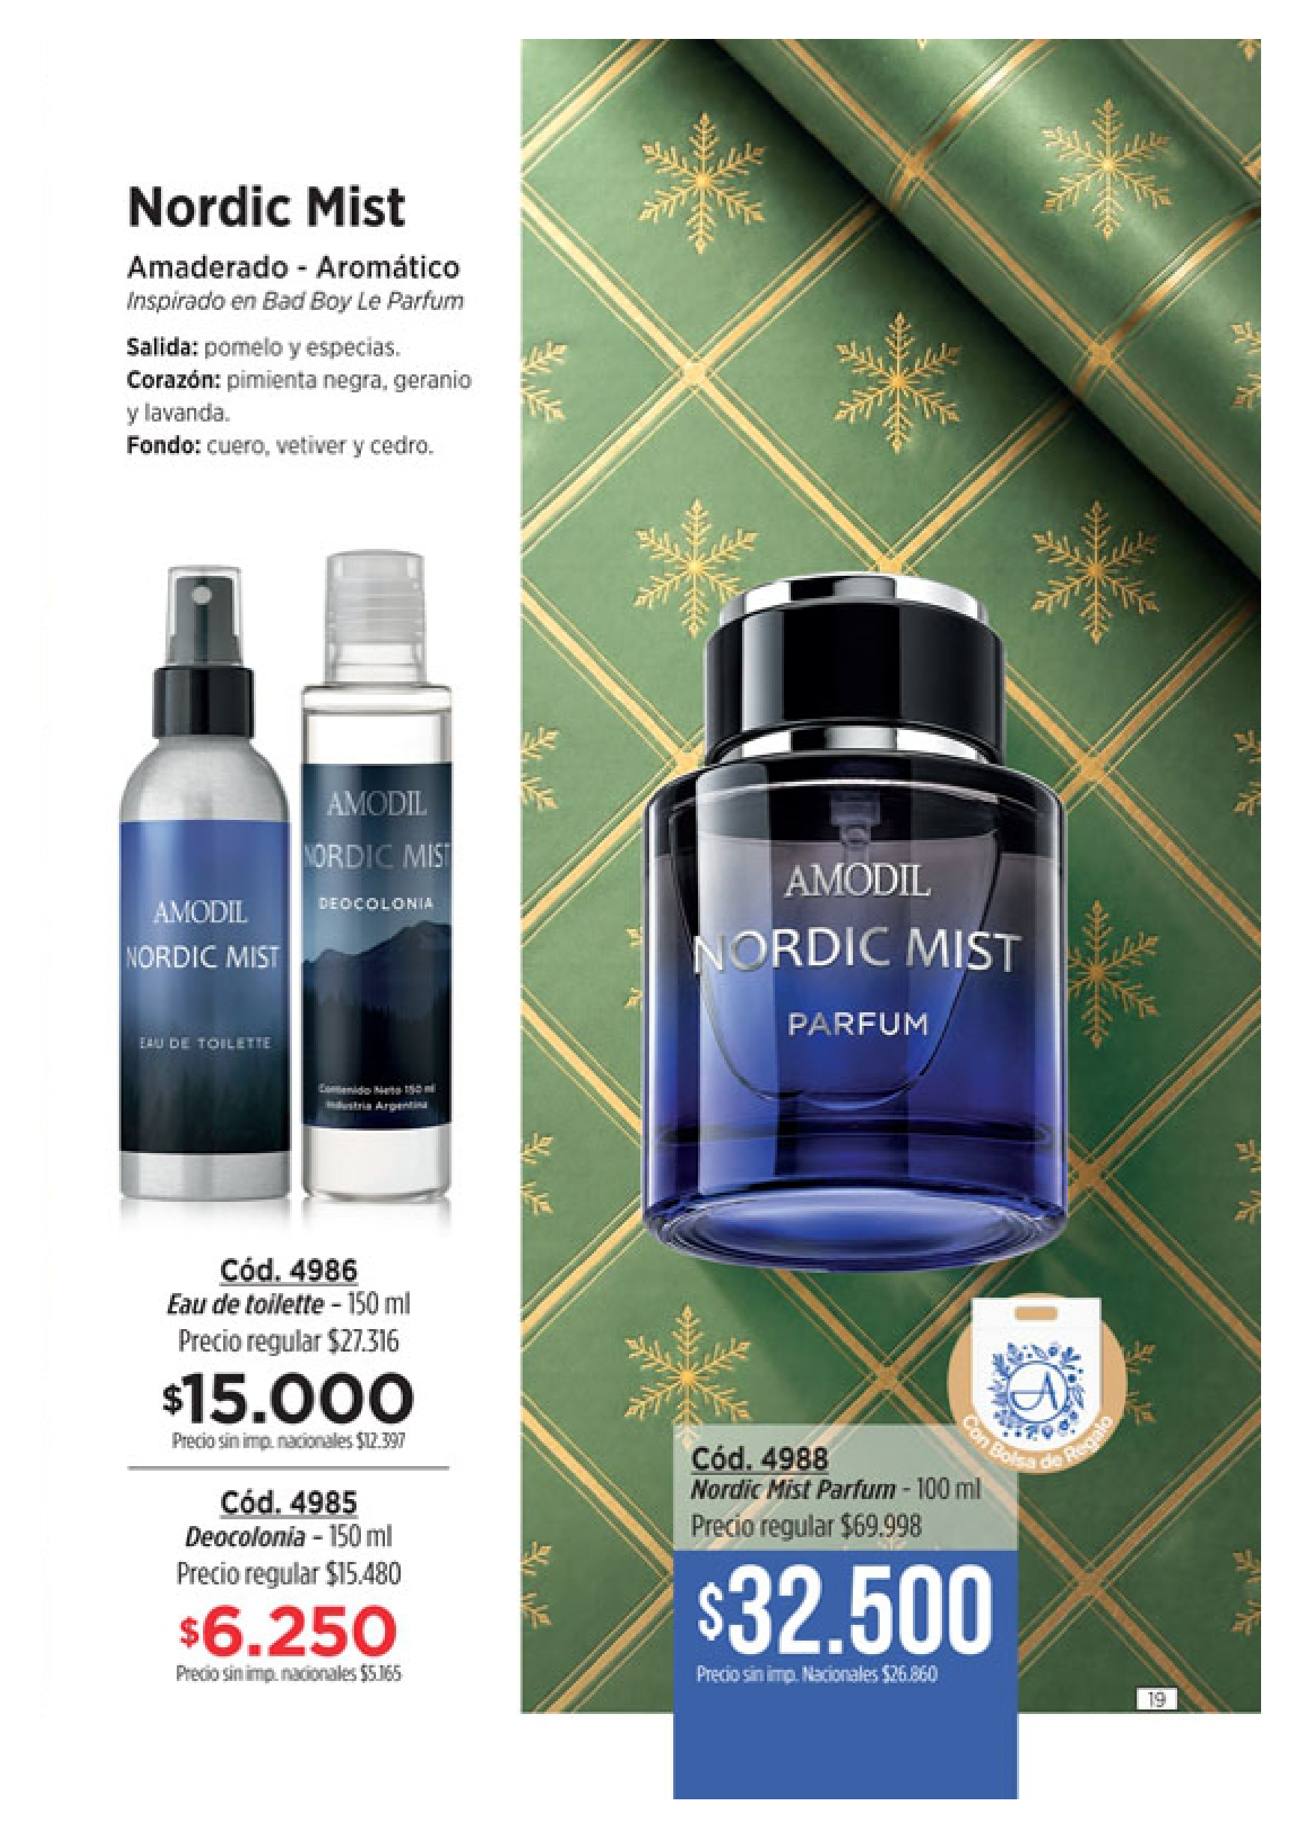 Nordic Mist
Amaderado - Aromático
Inspirado en Bad Boy Le Parfum
Salida: pomelo y especias.
Corazón: pimienta negra, geranio
y lavanda.
Fondo: cuero, vetiver y cedro.
AMODIL
NORDIC MIST
EAU DE TOILETTE
AMODIL
NORDIC MIST
DEOCOLONIA
Contenido Neto 150 ml
Industria Argentina
AMODIL
NORDIC MIST
PARFUM
Cód. 4986
Eau de toilette - 150 ml
Precio regular $27.316
$15.000
Precio sin imp. nacionales $12.397
Cód. 4985
Deocolonia - 150 ml
Precio regular $15.480
$6.250
Precio sin imp. nacionales $5.165
A
Con Bolsa de Regalo
Cód. 4988
Nordic Mist Parfum - 100 ml
Precio regular $69.998
$32.500
Precio sin imp. Nacionales $26.860
19